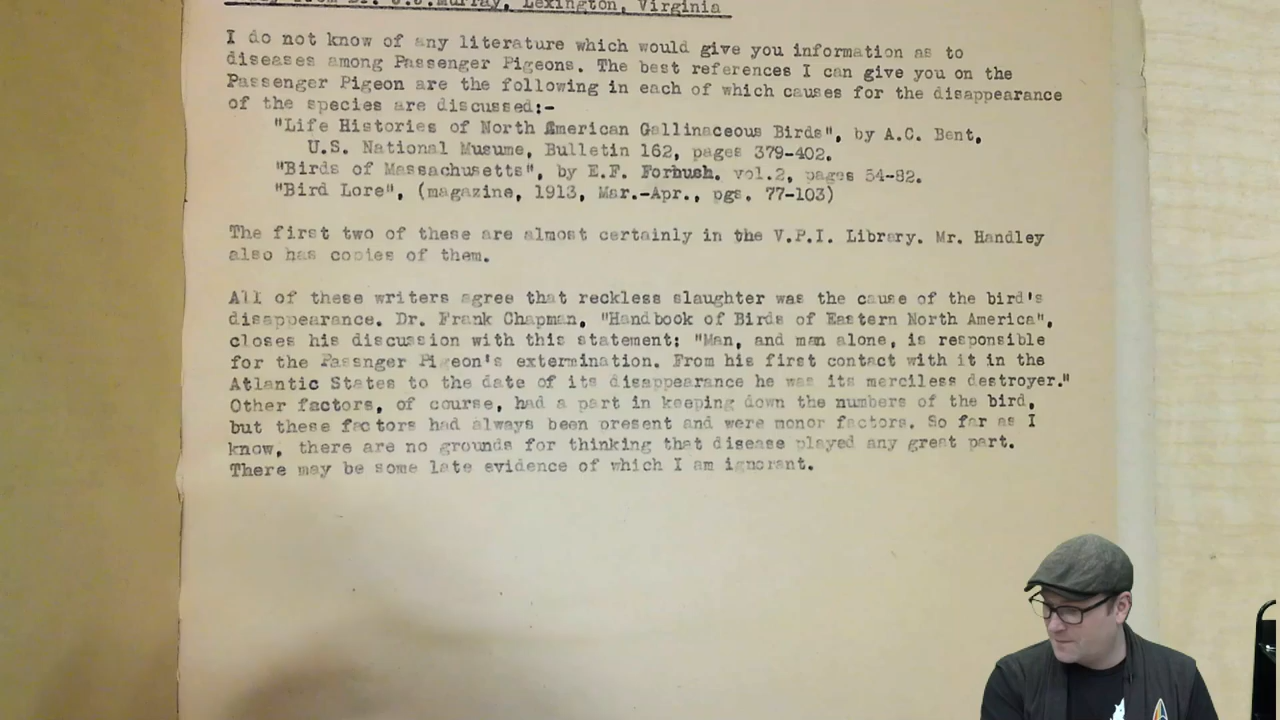 from Dr. J.J.Murray, Lexington, Virginia
I do not know of any literature which would give you information as to
diseases among Passenger Pigeons. The best references I can give you on the
Passenger Pigeon are the following in each of which causes for the disappearance
of the species are discussed:-
"Life Histories of North American Gallinaceous Birds", by A.C. Bent,
U.S. National Musume, Bulletin 162, pages 379-402.
"Birds of Massachusetts", by E.F. Forbush. vol.2, pages 54-82.
"Bird Lore", (magazine, 1913, Mar.-Apr., pgs. 77-103)
The first two of these are almost certainly in the V.P.I. Library. Mr. Handley
also has copies of them.
All of these writers agree that reckless slaughter was the cause of the bird's
disappearance. Dr. Frank Chapman, "Handbook of Birds of Eastern North America",
closes his discussion with this statement: "Man, and man alone, is responsible
for the Passnger Pigeon's extermination. From his first contact with it in the
Atlantic States to the date of its disappearance he was its merciless destroyer."
Other factors, of course, had a part in keeping down the numbers of the bird,
but these factors had always been present and were monor factors. So far as I
know, there are no grounds for thinking that disease played any great part.
There may be some late evidence of which I am ignorant.